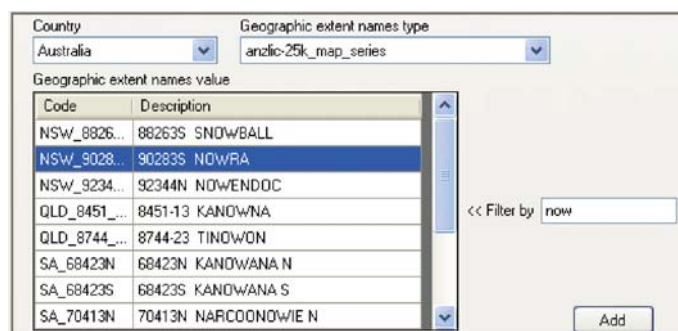 Country Geographic extent names type
Australia anzlic-25k_map_series
Geographic extent names value
Code Description
NSW_8826... 88263S SNOWBALL
NSW_9028... 90283S NOWRA
NSW_9234... 92344N NOWENDOC
QLD_8451_... 8451-13 KANOWNA
<< Filter by now
QLD_8744_... 8744-23 TINOWON
SA_68423N 68423N KANOWANA N
SA_68423S 68423S KANOWANA S
SA_70413N 70413N NARCOONOWIE N
Add